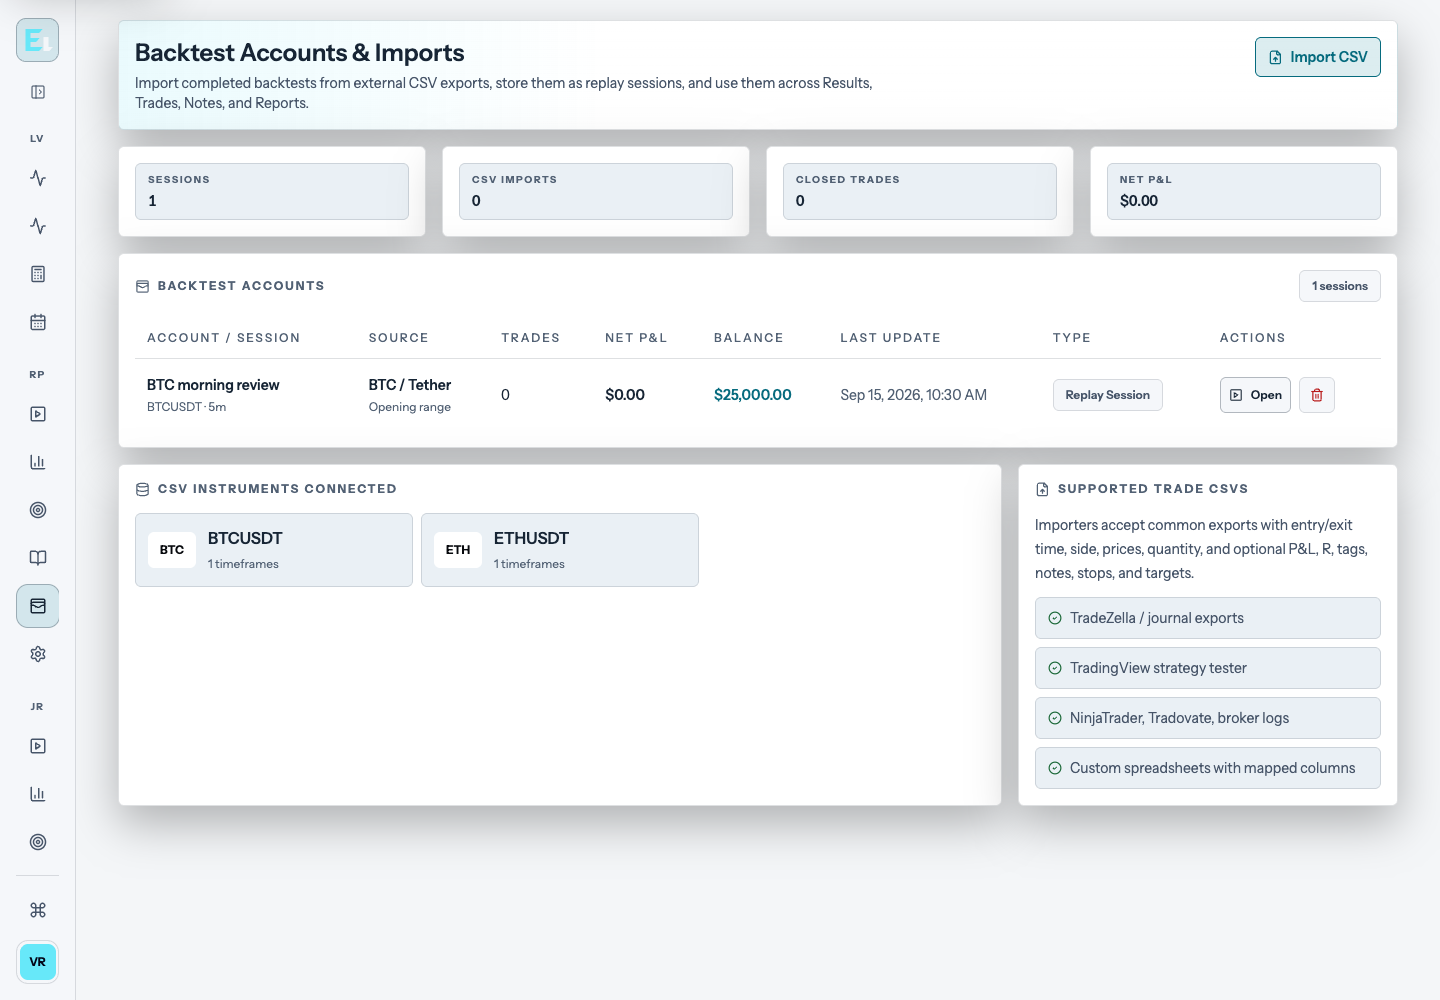 EL
LV
RP
JR
VR
Backtest Accounts & Imports
Import completed backtests from external CSV exports, store them as replay sessions, and use them across Results,
Trades, Notes, and Reports.
Import CSV
SESSIONS
1
CSV IMPORTS
0
CLOSED TRADES
0
NET P&L
$0.00
BACKTEST ACCOUNTS
1 sessions
ACCOUNT / SESSION SOURCE TRADES NET P&L BALANCE LAST UPDATE TYPE ACTIONS
BTC morning review BTC / Tether 0 $0.00 $25,000.00 Sep 15, 2026, 10:30 AM Replay Session Open
BTCUSDT · 5m Opening range
CSV INSTRUMENTS CONNECTED
BTC
BTCUSDT
1 timeframes
ETH
ETHUSDT
1 timeframes
SUPPORTED TRADE CSVS
Importers accept common exports with entry/exit
time, side, prices, quantity, and optional P&L, R, tags,
notes, stops, and targets.
TradeZella / journal exports
TradingView strategy tester
NinjaTrader, Tradovate, broker logs
Custom spreadsheets with mapped columns